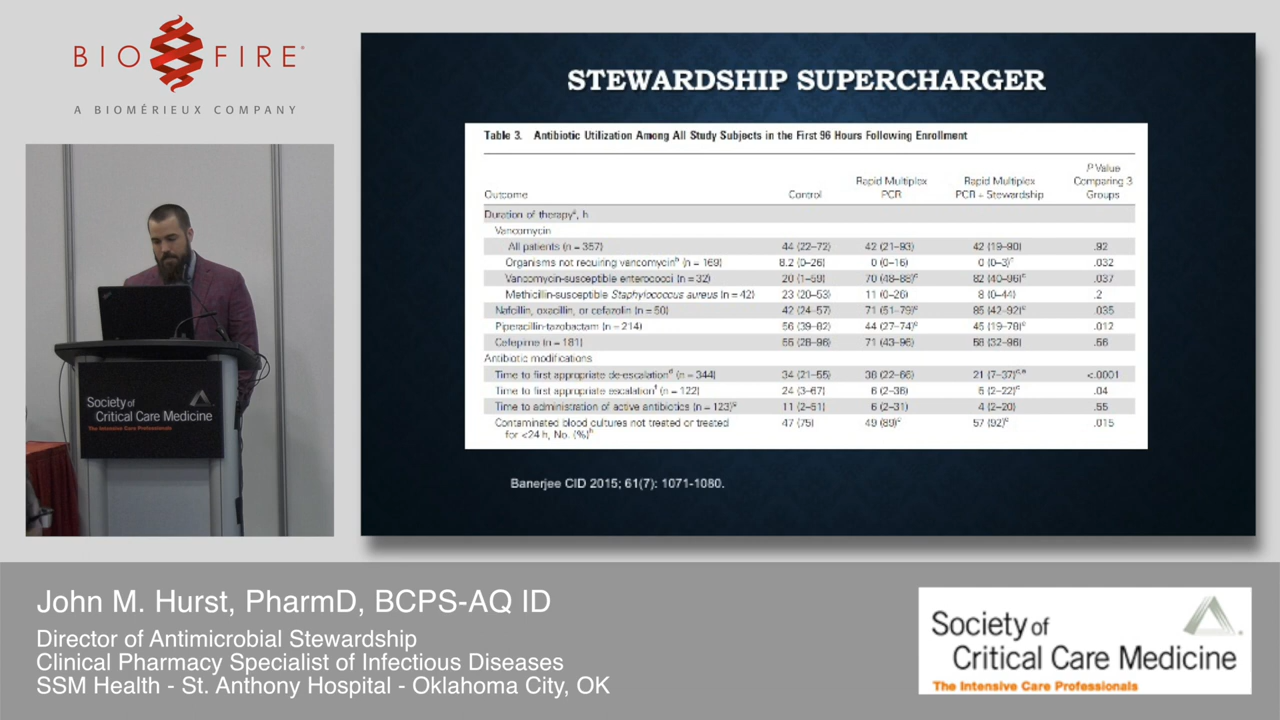 BIO FIRE
A BIOMÉRIEUX COMPANY
STEWARDSHIP SUPERCHARGER
Table 3. Antibiotic Utilization Among All Study Subjects in the First 96 Hours Following Enrollment
Outcome Control Rapid Multiplex PCR Rapid Multiplex PCR + Stewardship P Value Comparing 3 Groups
Duration of therapy, h
Vancomycin
All patients (n = 357) 44 (22–72) 42 (21–93) 42 (19–90) .92
Organisms not requiring vancomycin (n = 169) 8.2 (0–26) 0 (0–16) 0 (0–3) .032
Vancomycin-susceptible enterococci (n = 32) 20 (1–59) 70 (48–88) 82 (40–96) .037
Methicillin-susceptible Staphylococcus aureus (n = 42) 23 (20–53) 11 (0–26) 8 (0–44) .2
Nafcillin, oxacillin, or cefazolin (n = 50) 42 (24–57) 71 (51–79) 85 (42–92) .035
Piperacillin-tazobactam (n = 214) 56 (39–82) 44 (27–74) 45 (19–78) .012
Cefepime (n = 181) 55 (28–96) 71 (43–96) 58 (32–96) .56
Antibiotic modifications
Time to first appropriate de-escalation (n = 344) 34 (21–55) 38 (22–66) 21 (7–37) <.0001
Time to first appropriate escalation (n = 122) 24 (3–67) 6 (2–36) 5 (2–22) .04
Time to administration of active antibiotics (n = 123) 11 (2–51) 6 (2–31) 4 (2–20) .55
Contaminated blood cultures not treated or treated for <24 h, No. (%) 47 (75) 49 (89) 57 (92) .015
Banerjee CID 2015; 61(7): 1071-1080.
Society of
Critical Care Medicine
The Intensive Care Professionals
John M. Hurst, PharmD, BCPS-AQ ID
Director of Antimicrobial Stewardship
Clinical Pharmacy Specialist of Infectious Diseases
SSM Health - St. Anthony Hospital - Oklahoma City, OK
Society of
Critical Care Medicine
The Intensive Care Professionals